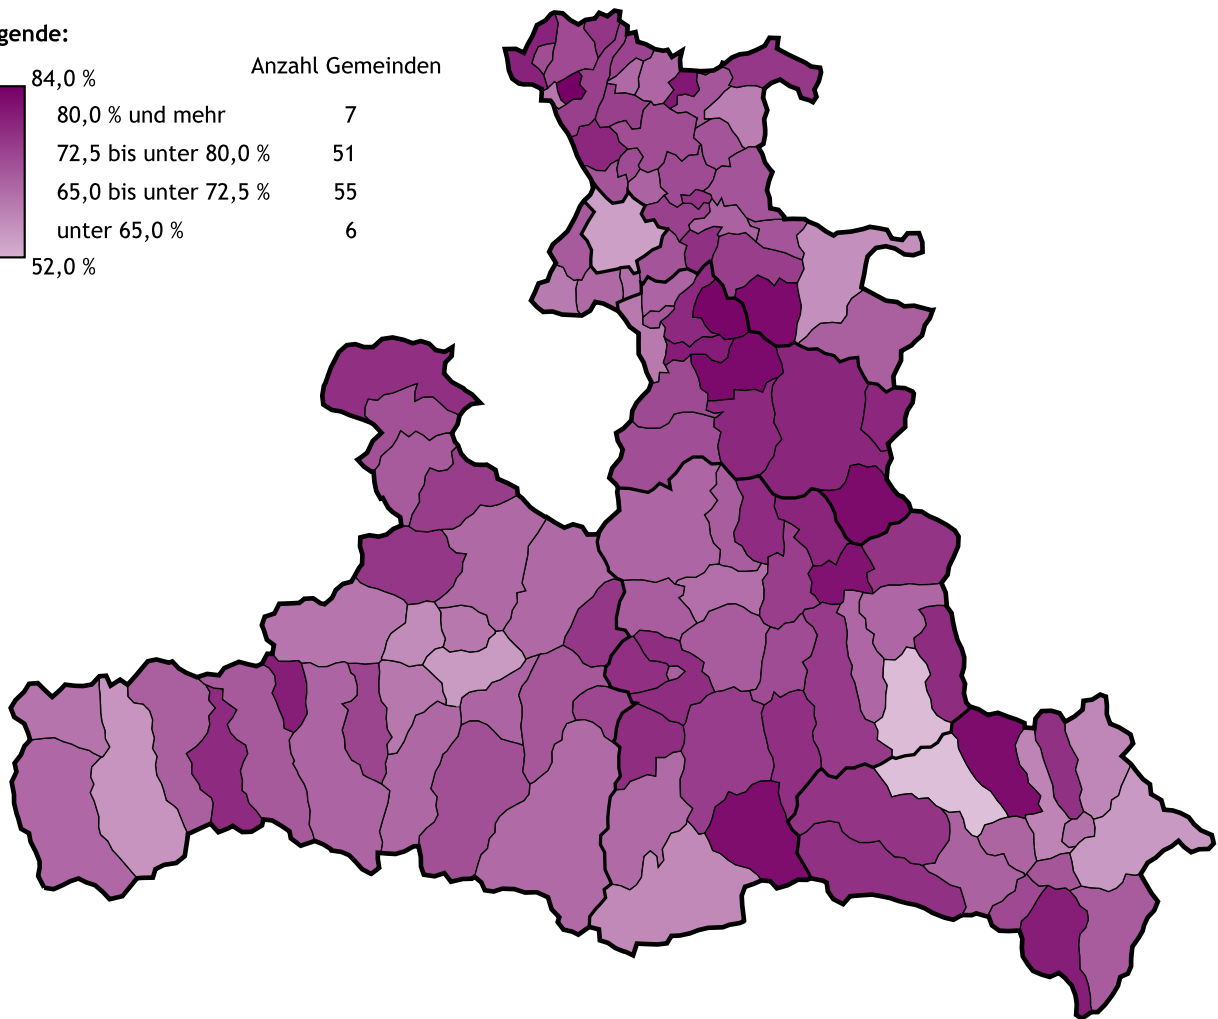 gende:
Anzahl Gemeinden
84,0 %
80,0 % und mehr 7
72,5 bis unter 80,0 % 51
65,0 bis unter 72,5 % 55
unter 65,0 % 6
52,0 %